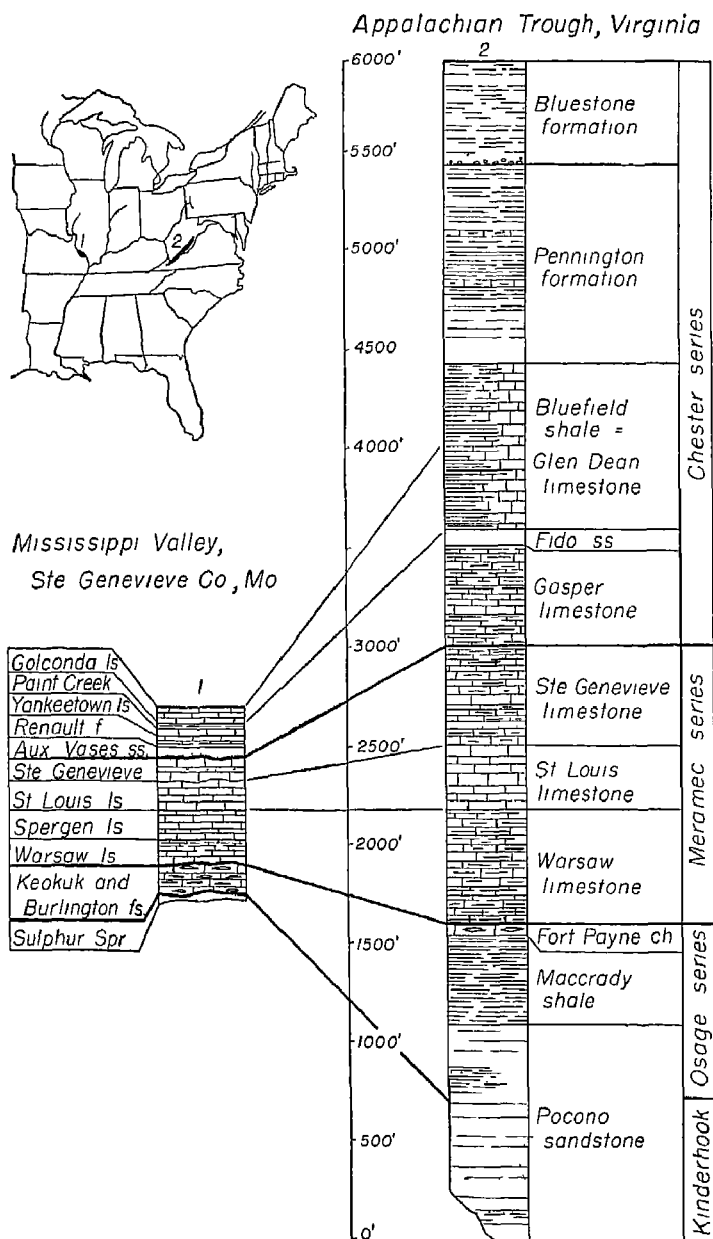 Appalachian Trough, Virginia
2
6000'
5500'
5000'
4500'
4000'
3000'
2500'
2000'
1500'
1000'
500'
0'
Bluestone
formation
Pennington
formation
Bluefield
shale =
Glen Dean
limestone
Fido ss
Gasper
limestone
Ste Genevieve
limestone
St Louis
limestone
Warsaw
limestone
Fort Payne ch
Maccrady
shale
Pocono
sandstone
Chester series
Meramec series
Osage series
Kinderhook
1
2
Mississippi Valley,
Ste Genevieve Co, Mo
1
Golconda ls
Paint Creek
Yankeetown ls
Renault f
Aux Vases ss
Ste Genevieve
St Louis ls
Spergen ls
Warsaw ls
Keokuk and
Burlington fs
Sulphur Spr